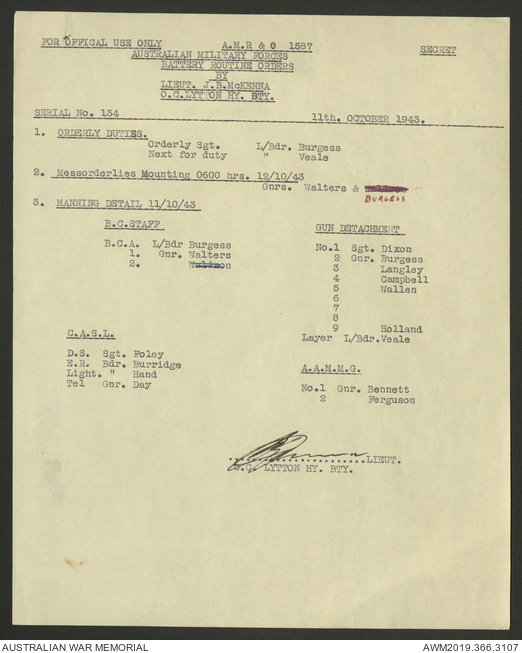 FOR OFFICAL USE ONLY A.M.R & O 1587 SECRET
AUSTRALIAN MILITARY FORCES
BATTERY ROUTINE ORDERS
BY
LIEUT. J.B.McKENNA
O.C.LYTTON HY. BTY.
SERIAL No. 134 11th. OCTOBER 1943.
1. ORDERLY DUTIES.
Orderly Sgt. L/Bdr. Burgess
Next for duty " Veale
2. Messorderlies Mounting 0600 hrs. 12/10/43
Gnrs. Walters &
BURGESS
3. MANNING DETAIL 11/10/43
B.C.STAFF
B.C.A. L/Bdr Burgess
1. Gnr. Walters
2. Waldron
GUN DETACHMENT
No.1 Sgt. Dixon
2 Gnr. Burgess
3 Langley
4 Campbell
5 Wallen
6
7
8
9 Holland
Layer L/Bdr.Veale
C.A.S.L.
D.S. Sgt. Foley
E.R. Bdr. Burridge
Light. " Hand
Tel Gnr. Day
A.A.M.M.G.
No.1 Gnr. Bennett
2 Ferguson
LIEUT.
O.C. LYTTON HY. BTY.
AUSTRALIAN WAR MEMORIAL AWM2019.366.3107